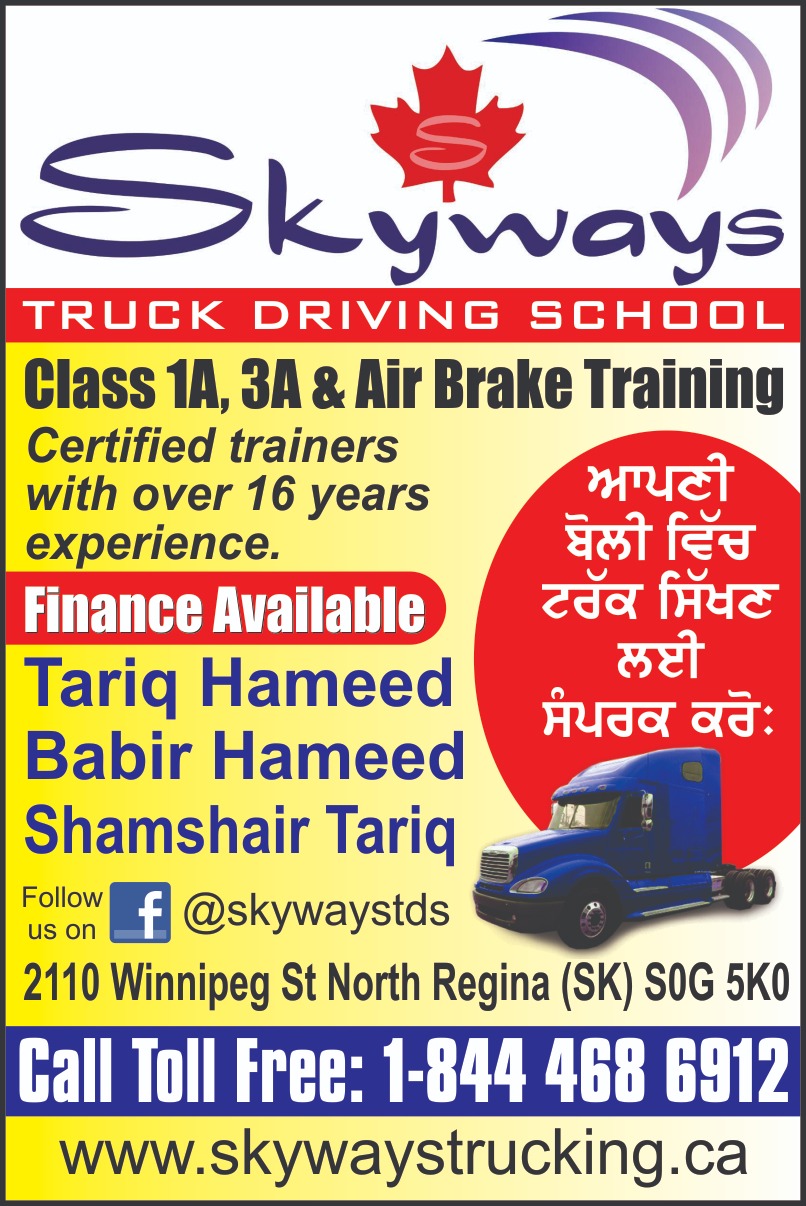 S
Skyways
TRUCK DRIVING SCHOOL
Class 1A, 3A & Air Brake Training
Certified trainers
with over 16 years
experience.
Finance Available
ਆਪਣੀ
ਬੋਲੀ ਵਿੱਚ
ਟਰੱਕ ਸਿੱਖਣ
ਲਈ
ਸੰਪਰਕ ਕਰੋ:
Tariq Hameed
Babir Hameed
Shamshair Tariq
Follow
us on f @skywaystds
2110 Winnipeg St North Regina (SK) S0G 5K0
Call Toll Free: 1-844 468 6912
www.skywaystrucking.ca